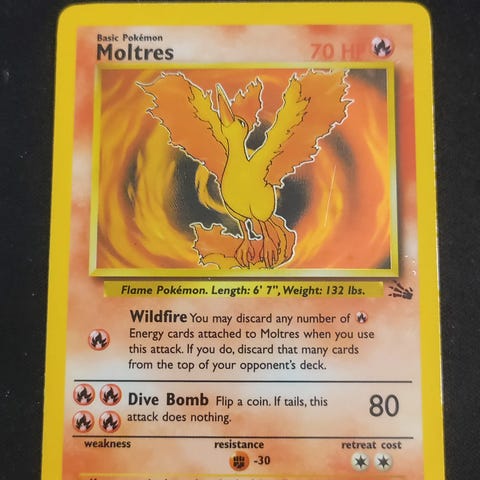 Basic Pokémon
Moltres 70 HP
Flame Pokémon. Length: 6' 7", Weight: 132 lbs.
Wildfire You may discard any number of
Energy cards attached to Moltres when you use
this attack. If you do, discard that many cards
from the top of your opponent's deck.
Dive Bomb Flip a coin. If tails, this
attack does nothing. 80
weakness resistance retreat cost
-30